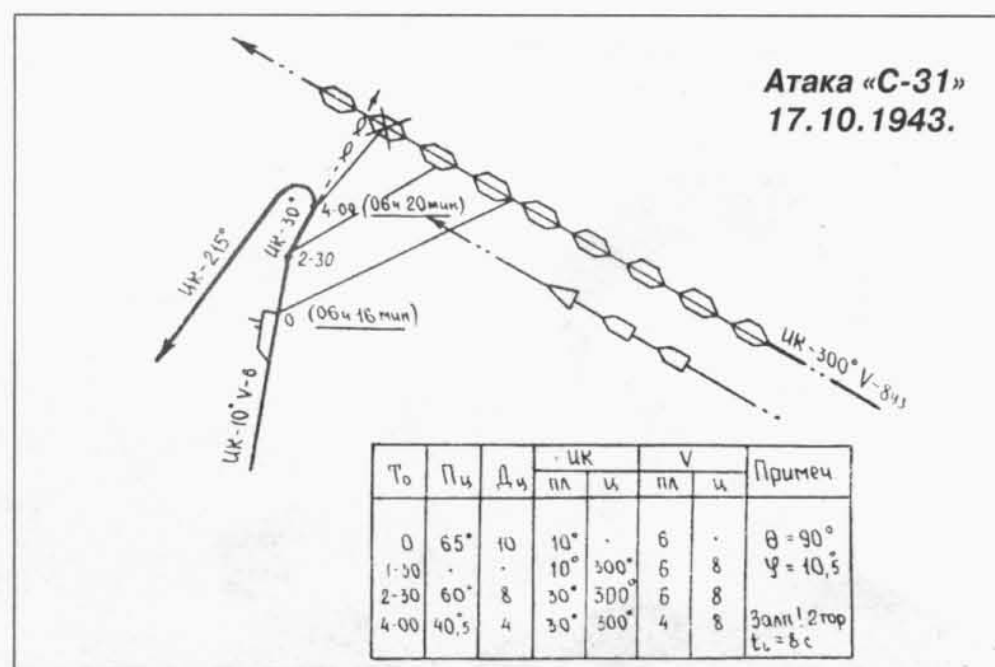 Атака «С-31»
17.10.1943.
4-00 (06ч 20мин)
ИК-30°
ИК-215°
2-30
0 (06ч 16мин)
ИК-10° V-6
ИК-300° V-8уз
То Пц Дц ИК V Примеч
пл ц пл ц
0 65° 10 10° · 6 · θ = 90°
1-30 · · 10° 300° 6 8 φ = 10,5°
2-30 60° 8 30° 300° 6 8
4-00 40,5° 4 30° 300° 4 8 Залп! 2 тор
= 8 с